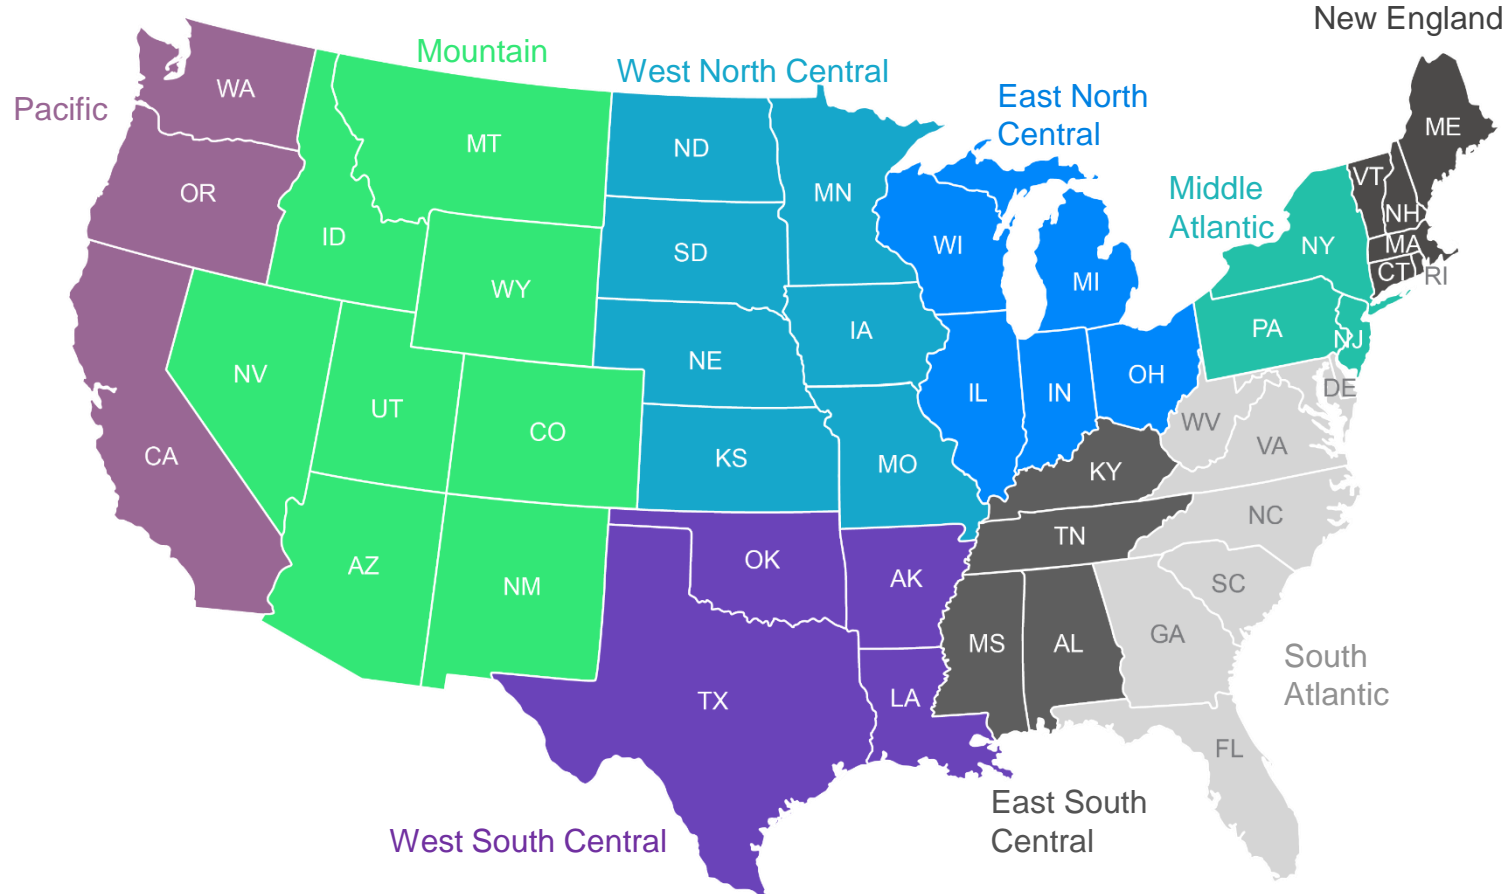 New England
Mountain
West North Central
East North
Central
Pacific
WA
MT
ND
MN
ME
OR
ID
SD
WI
MI
Middle
Atlantic
VT
NH
NY
MA
CT
RI
WY
IA
PA
NJ
NV
UT
CO
NE
IL
IN
OH
DE
WV
VA
CA
KS
MO
KY
NC
TN
AZ
NM
OK
AK
SC
MS
AL
GA
South
Atlantic
TX
LA
FL
East South
Central
West South Central